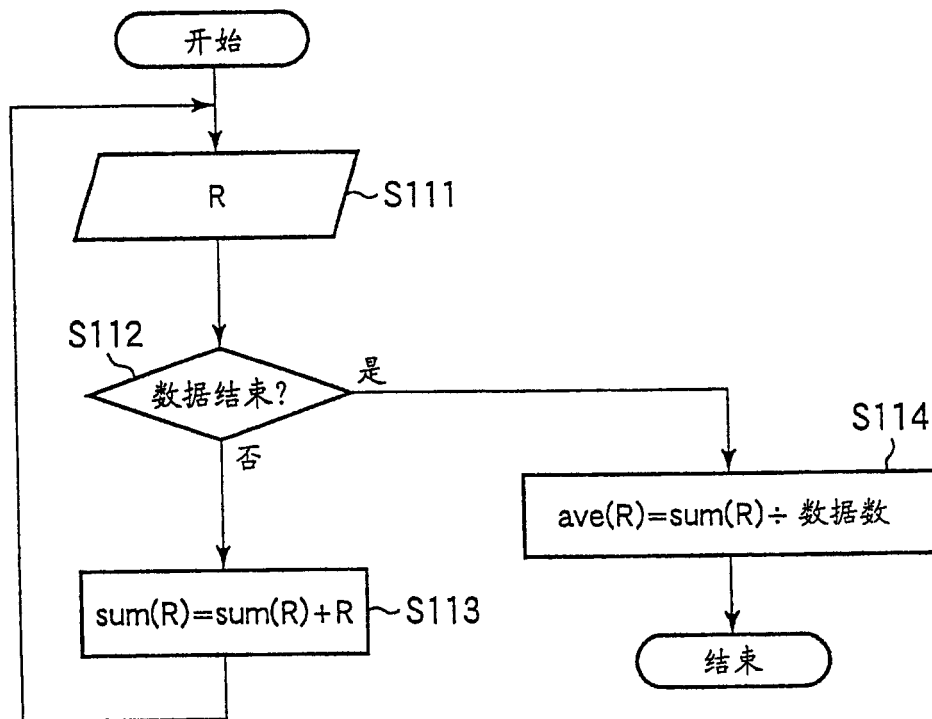 开始
R
S111
S112
数据结束?
是
否
S114
ave(R)=sum(R)÷ 数据数
sum(R)=sum(R)+R
S113
结束